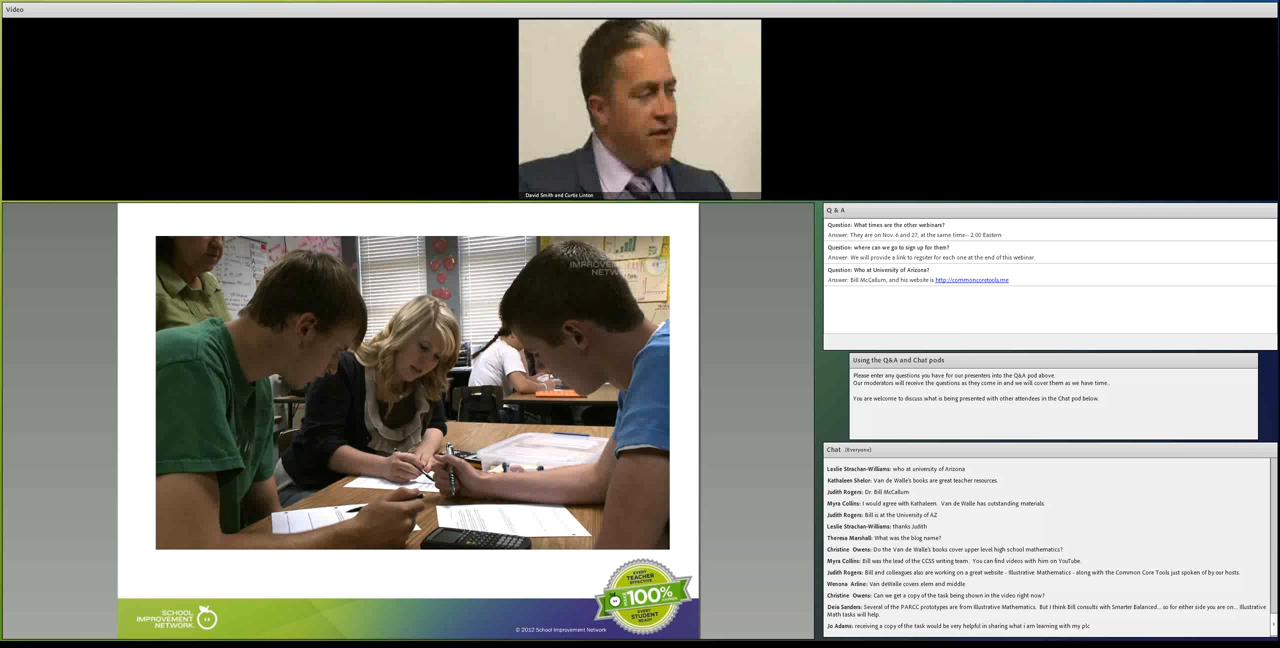 Video
David Smith and Curtis Linton
IMPROVEMENT
NETWORK
EVERY
TEACHER
EFFECTIVE.
100%
EVERY
STUDENT
READY.
SCHOOL
IMPROVEMENT
NETWORK
© 2012 School Improvement Network
Q & A
Question: What times are the other webinars?
Answer: They are on Nov. 6 and 27, at the same time-- 2:00 Eastern
Question: where can we go to sign up for them?
Answer: We will provide a link to regsiter for each one at the end of this webinar.
Question: Who at University of Arizona?
Answer: Bill McCallum, and his website is http://commoncoretools.me
Using the Q&A and Chat pods
Please enter any questions you have for our presenters into the Q&A pod above.
Our moderators will receive the questions as they come in and we will cover them as we have time..
You are welcome to discuss what is being presented with other attendees in the Chat pod below.
Chat (Everyone)
Leslie Strachan-Williams: who at university of Arizona
Kathaleen Shelor: Van de Walle's books are great teacher resources.
Judith Rogers: Dr. Bill McCallum
Myra Collins: I would agree with Kathaleen. Van de Walle has outstanding materials.
Judith Rogers: Bill is at the University of AZ
Leslie Strachan-Williams: thanks Judith
Theresa Marshall: What was the blog name?
Christine Owens: Do the Van de Walle's books cover upper level high school mathematics?
Myra Collins: Bill was the lead of the CCSS writing team. You can find videos with him on YouTube.
Judith Rogers: Bill and colleagues also are working on a great website - Illustrative Mathematics - along with the Common Core Tools just spoken of by our hosts.
Wenona Arline: Van deWalle covers elem and middle
Christine Owens: Can we get a copy of the task being shown in the video right now?
Deia Sanders: Several of the PARCC prototypes are from Illustrative Mathematics. But I think Bill consults with Smarter Balanced... so for either side you are on... Illustrative
Math tasks will help.
Jo Adams: receiving a copy of the task would be very helpful in sharing what i am learning with my plc